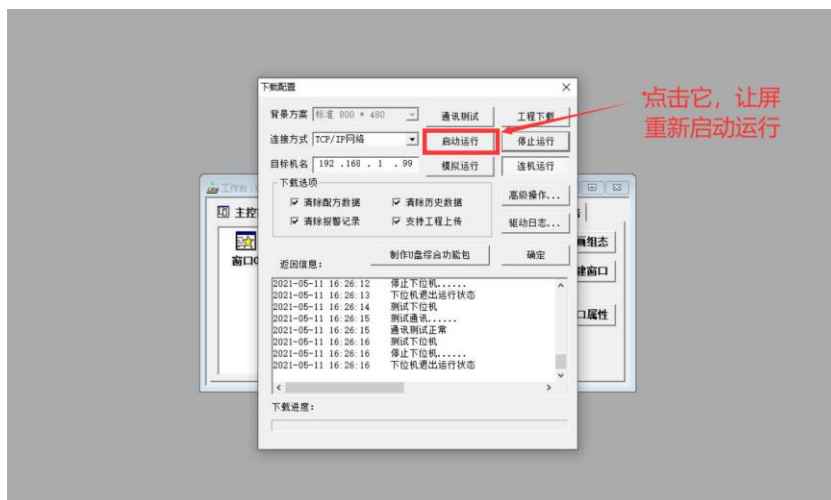 下载配置
背景方案 标准 800 * 480 通讯测试 工程下载
连接方式 TCP/IP网络 启动运行 停止运行
目标机名 192 .168 . 1 . 99 模拟运行 连机运行
下载选项
清除配方数据 清除历史数据 高级操作...
清除报警记录 支持工程上传 驱动日志...
制作U盘综合功能包 确定
返回信息：
2021-05-11 16:26:12 停止下位机......
2021-05-11 16:26:13 下位机退出运行状态
2021-05-11 16:26:14 测试下位机
2021-05-11 16:26:15 测试通讯......
2021-05-11 16:26:15 通讯测试正常
2021-05-11 16:26:16 测试下位机
2021-05-11 16:26:16 停止下位机......
2021-05-11 16:26:16 下位机退出运行状态
下载进度：
点击它，让屏
重新启动运行
工作台：
主控
窗口0
画组态
建窗口
口属性